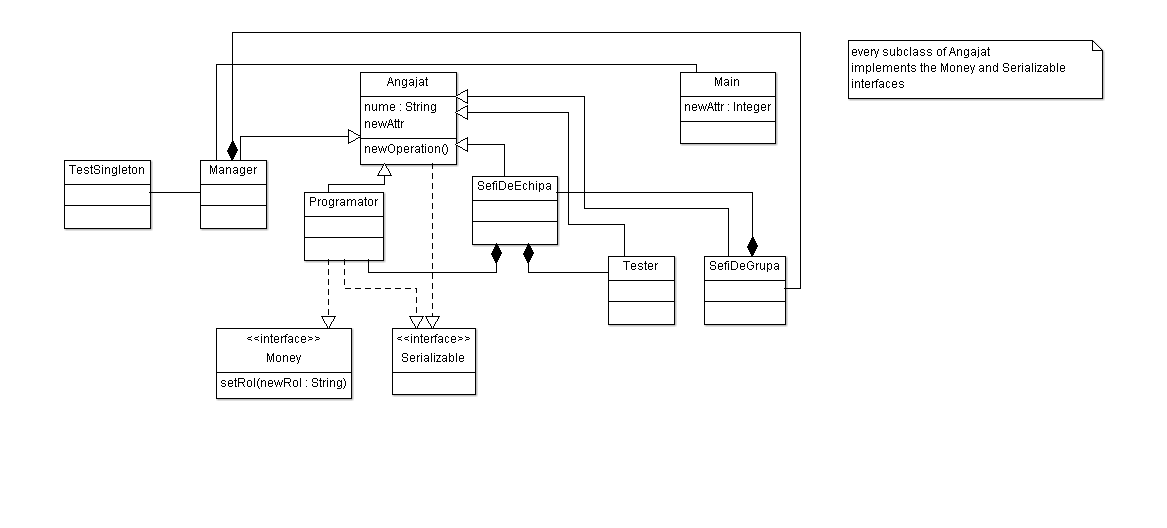 every subclass of Angajat
implements the Money and Serializable
interfaces
Angajat
nume : String
newAttr
newOperation()
Main
newAttr : Integer
TestSingleton
Manager
Programator
SefiDeEchipa
Tester
SefiDeGrupa
<<interface>>
Money
setRol(newRol : String)
<<interface>>
Serializable